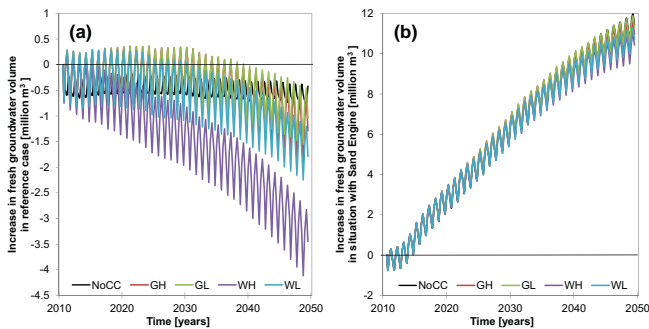 (a)
Increase in fresh groundwater volume
in reference case [million m³]
1
0.5
0
-0.5
-1
-1.5
-2
-2.5
-3
-3.5
-4
-4.5
NoCC GH GL WH WL
2010 2020 2030 2040 2050
Time [years]
(b)
Increase in fresh groundwater volume
in situation with Sand Engine [million m³]
12
10
8
6
4
2
0
-2
NoCC GH GL WH WL
2010 2020 2030 2040 2050
Time [years]